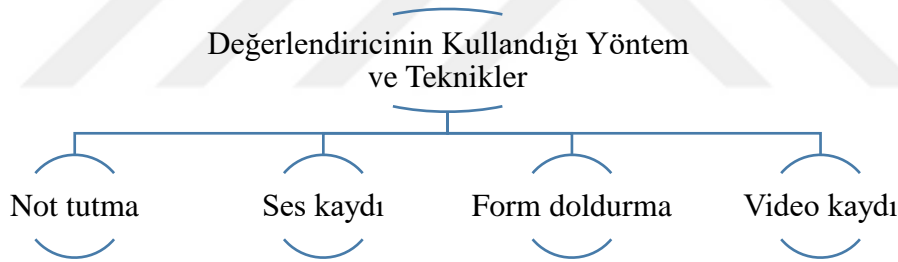 Değerlendiricinin Kullandığı Yöntem
ve Teknikler
Not tutma
Ses kaydı
Form doldurma
Video kaydı